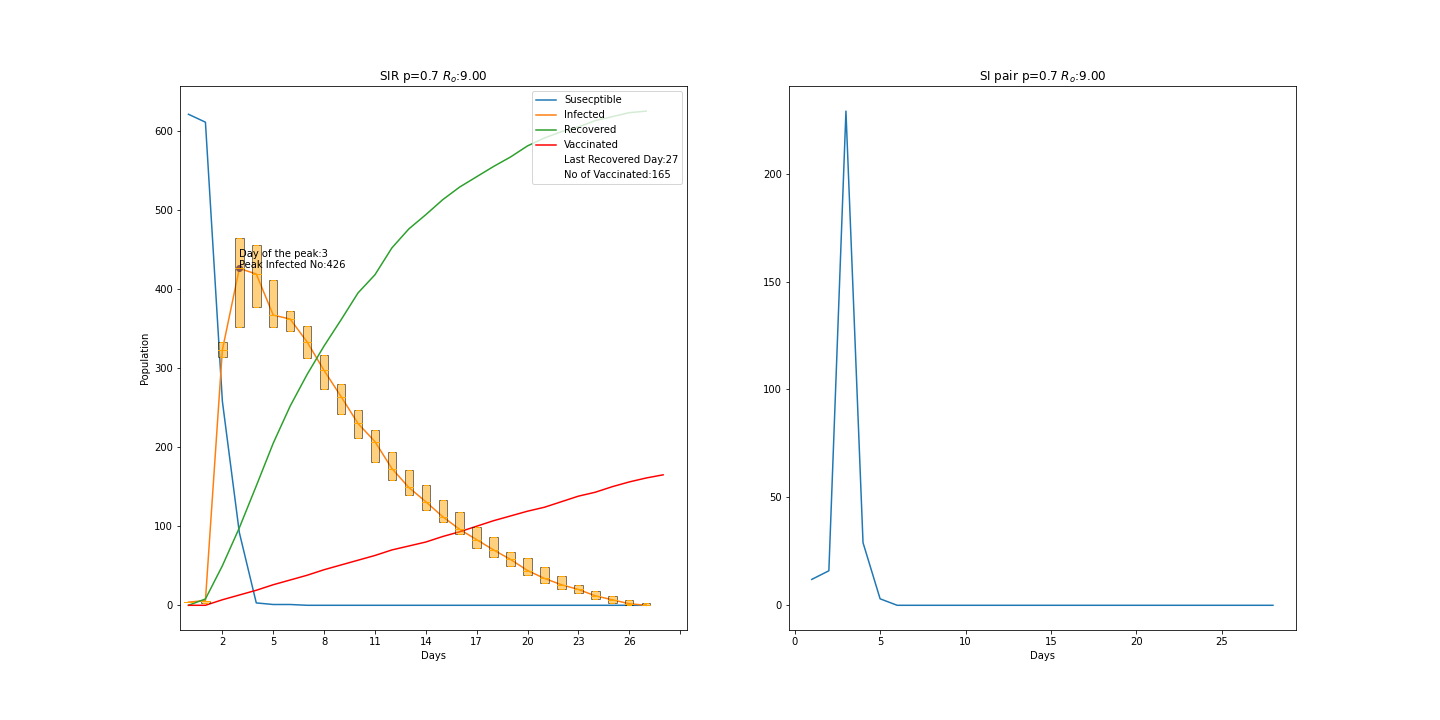 SIR p=0.7 Ro:9.00
Susecptible
Infected
Recovered
Vaccinated
Last Recovered Day:27
No of Vaccinated:165
Day of the peak:3
Peak Infected No:426
Population
600
500
400
300
200
100
0
2 5 8 11 14 17 20 23 26
Days
SI pair p=0.7 Ro:9.00
200
150
100
50
0
0 5 10 15 20 25
Days